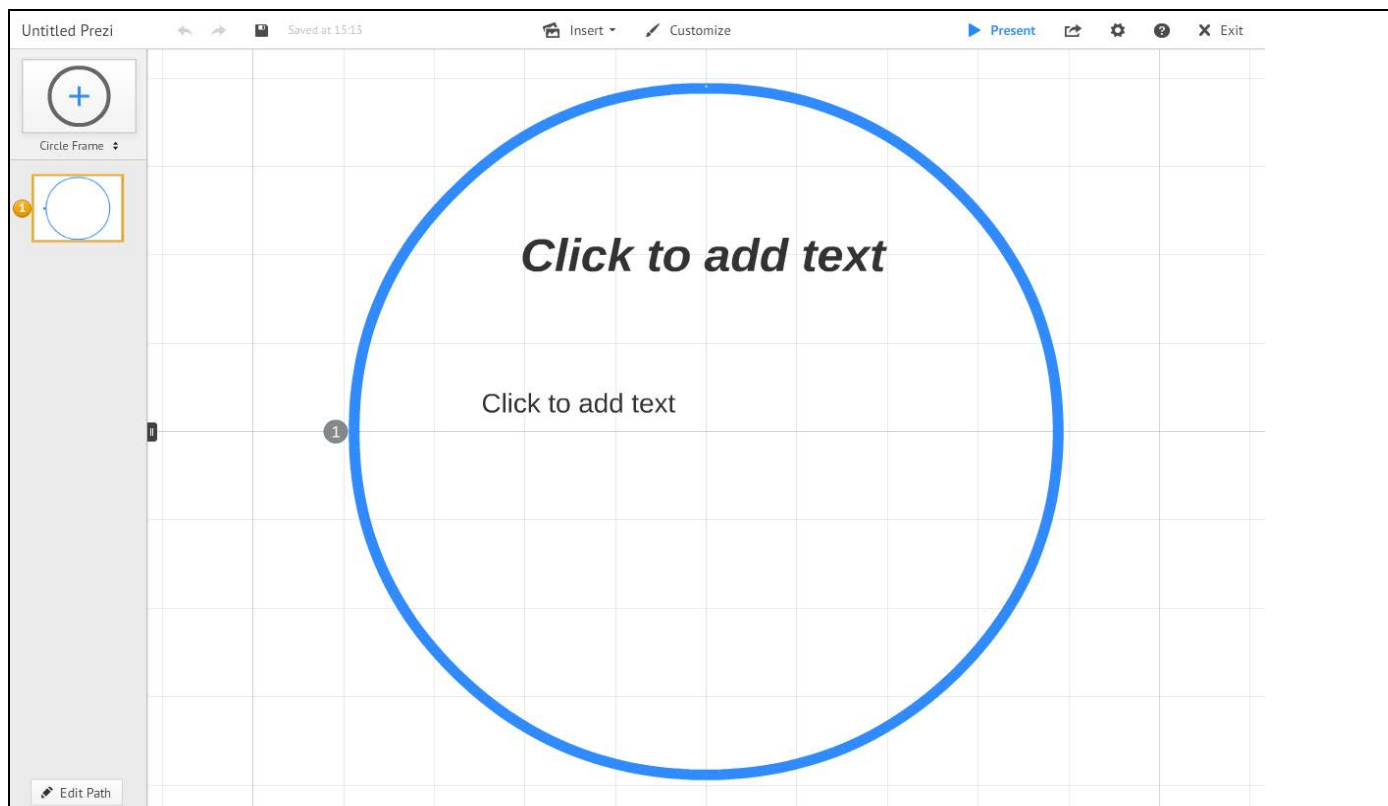 Untitled Prezi Saved at 15:13 Insert Customize Present Exit
Circle Frame
1
Click to add text
Click to add text
1
Edit Path